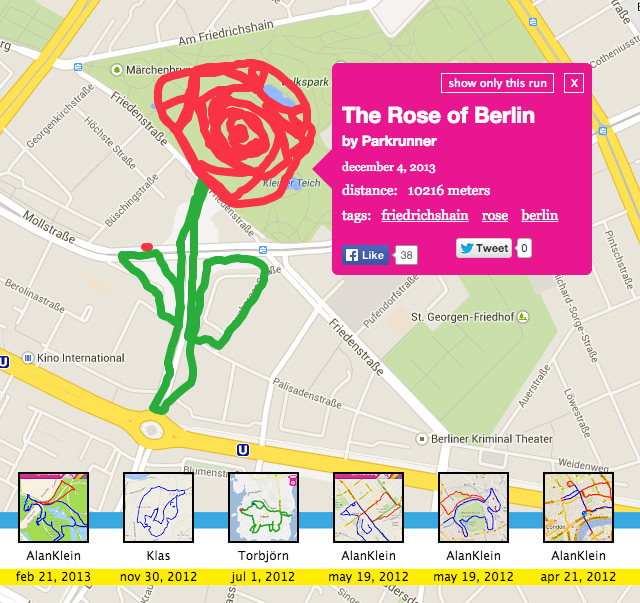 Am Friedrichshain
Märchenbru
Volkspark
show only this run
X
The Rose of Berlin
by Parkrunner
december 4, 2013
distance: 10216 meters
tags: friedrichshain rose berlin
Like 38
Tweet 0
Georgenkirchstraße
Höchste Straße
Büschingstraße
Friedenstraße
Friedenstraße
Kleiner Teich
Mollstraße
Berolinastraße
Pufendorfstraße
St. Georgen-Friedhof
Richard-Sorge-Straße
Pintschstraße
Cotheniusstraße
Friedenstraße
Auerstraße
Löwestraße
U Kino International
Palisadenstraße
U
Berliner Kriminal Theater
Weidenweg
Blumenstraße
AlanKlein
Klas
Torbjörn
AlanKlein
AlanKlein
AlanKlein
feb 21, 2013
nov 30, 2012
jul 1, 2012
may 19, 2012
may 19, 2012
apr 21, 2012